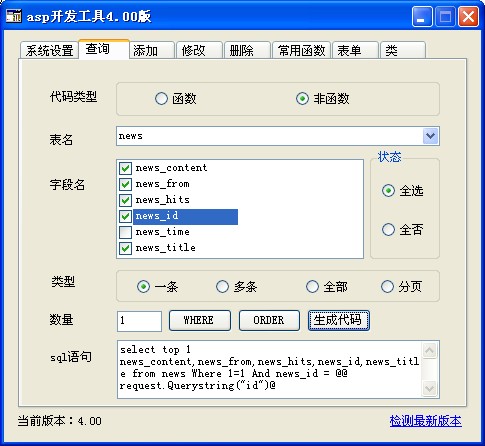 asp开发工具4.00版
系统设置 查询 添加 修改 删除 常用函数 表单 类
代码类型 函数 非函数
表名 news
状态
字段名
news_content
news_from
news_hits
news_id
news_time
news_title
全选
全否
类型 一条 多条 全部 分页
数量 1 WHERE ORDER 生成代码
sql语句
select top 1
news_content,news_from,news_hits,news_id,news_titl
e from news Where 1=1 And news_id = @@
request.Querystring("id")@
当前版本：4.00 检测最新版本